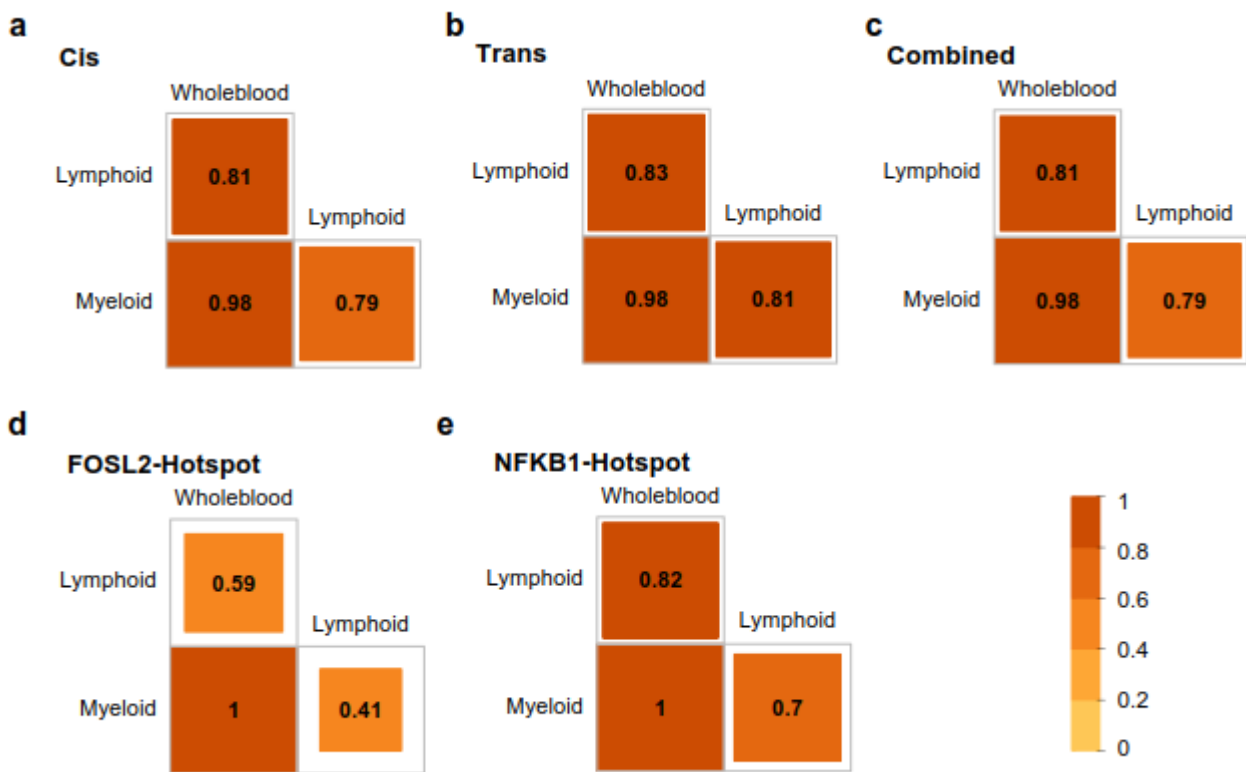 a
Cis
Wholeblood
Lymphoid
0.81
Lymphoid
Myeloid
0.98
0.79
b
Trans
Wholeblood
Lymphoid
0.83
Lymphoid
Myeloid
0.98
0.81
c
Combined
Wholeblood
Lymphoid
0.81
Lymphoid
Myeloid
0.98
0.79
d
FOSL2-Hotspot
Wholeblood
Lymphoid
0.59
Lymphoid
Myeloid
1
0.41
e
NFKB1-Hotspot
Wholeblood
Lymphoid
0.82
Lymphoid
Myeloid
1
0.7
1
0.8
0.6
0.4
0.2
0